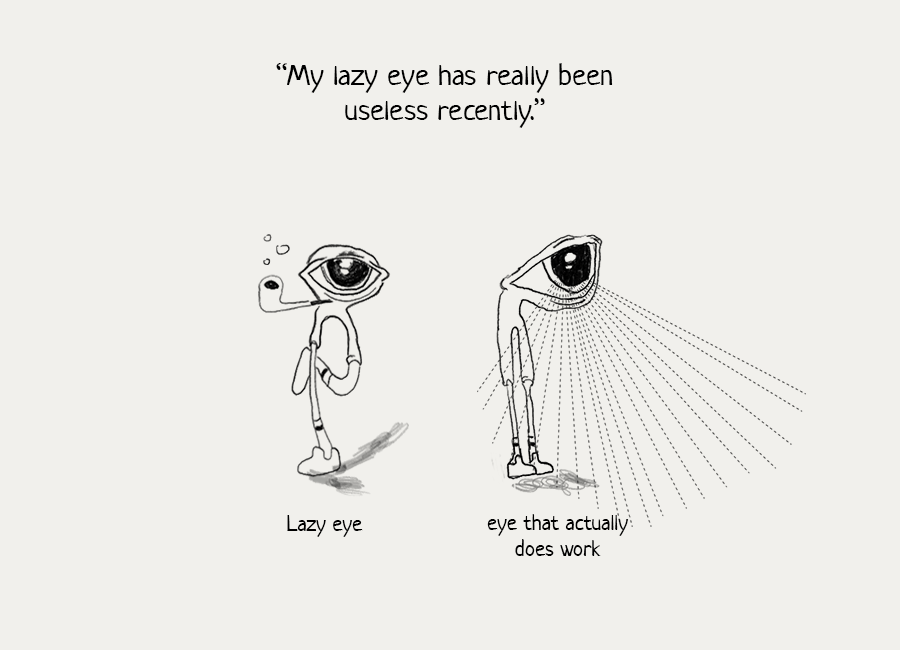 “My lazy eye has really been
useless recently.”
Lazy eye
eye that actually
does work